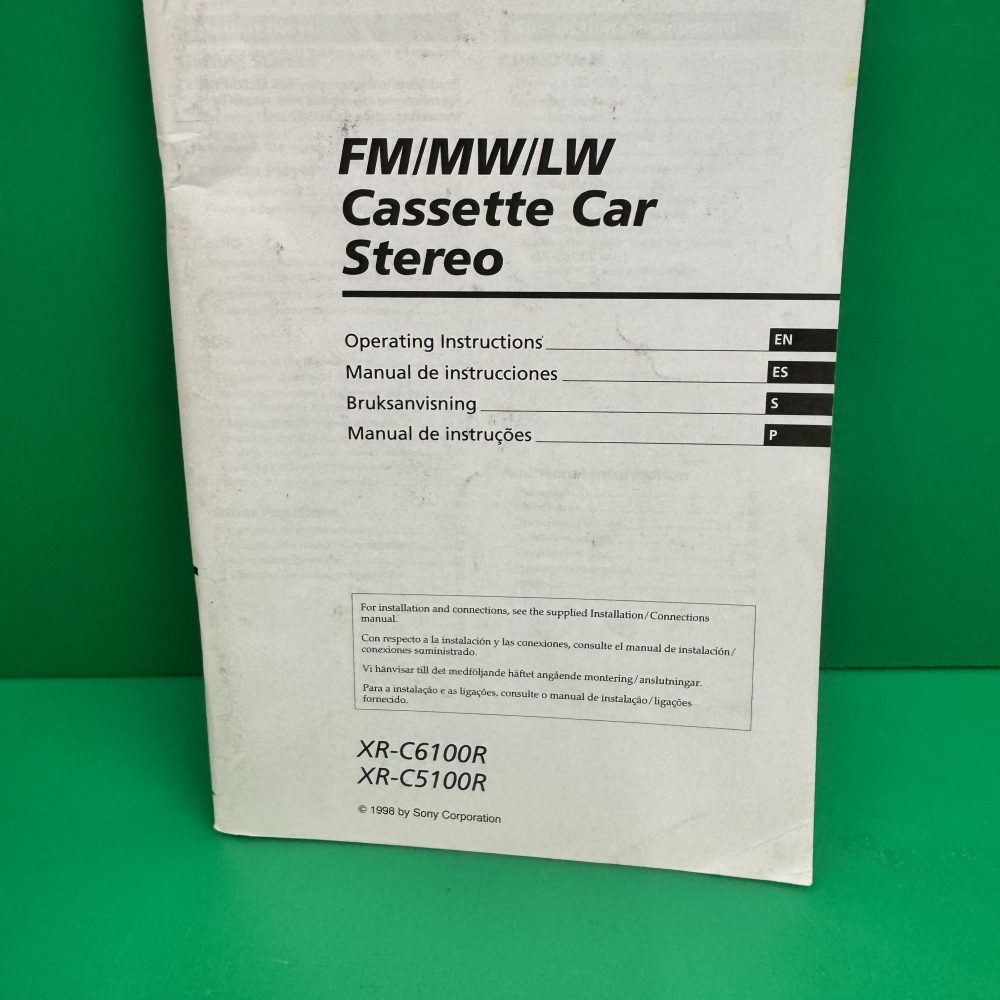 FM/MW/LW
Cassette Car
Stereo
Operating Instructions EN
Manual de instrucciones ES
Bruksanvisning S
Manual de instruções P
For installation and connections, see the supplied Installation/Connections
manual.
Con respecto a la instalación y las conexiones, consulte el manual de instalación/
conexiones suministrado.
Vi hänvisar till det medföljande häftet angående montering/anslutningar.
Para a instalação e as ligações, consulte o manual de instalação/ligações
fornecido.
XR-C6100R
XR-C5100R
© 1998 by Sony Corporation